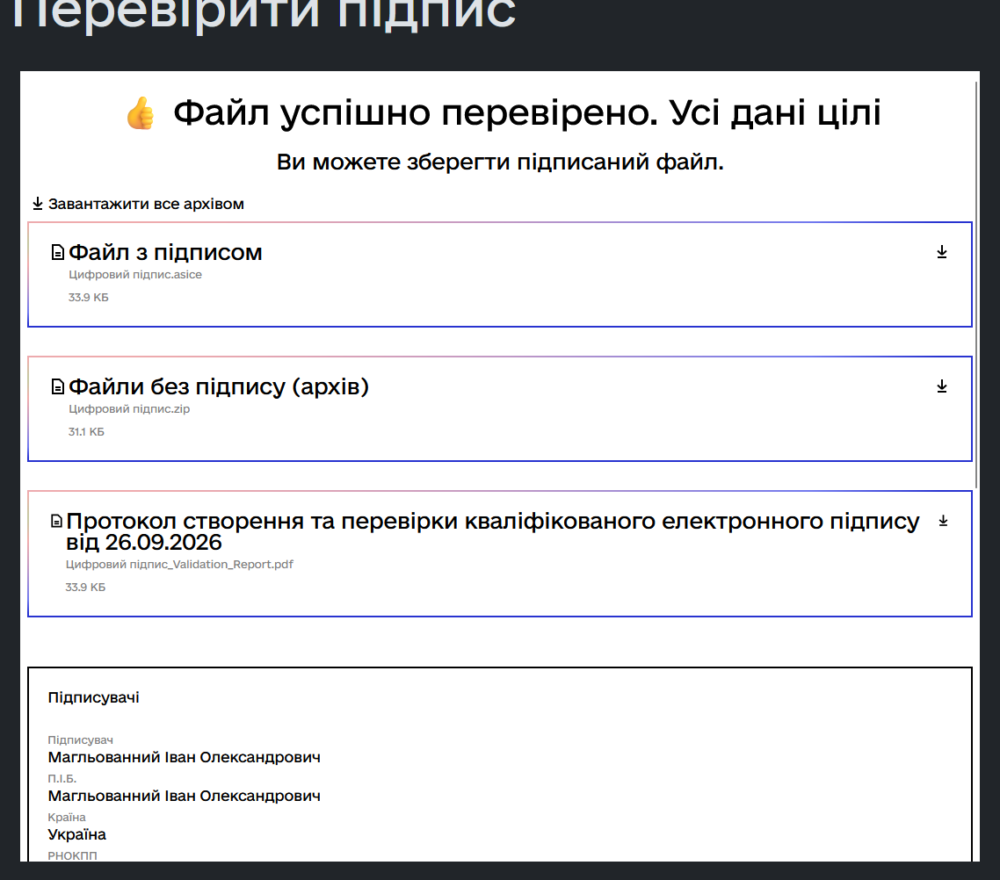 Перевірити підпис
👍 Файл успішно перевірено. Усі дані цілі
Ви можете зберегти підписаний файл.
Завантажити все архівом
Файл з підписом
Цифровий підпис.asice
33.9 КБ
Файли без підпису (архів)
Цифровий підпис.zip
31.1 КБ
Протокол створення та перевірки кваліфікованого електронного підпису
від 26.09.2026
Цифровий підпис_Validation_Report.pdf
33.9 КБ
Підписувачі
Підписувач
Магльованний Іван Олександрович
П.І.Б.
Магльованний Іван Олександрович
Країна
Україна
РНОКПП